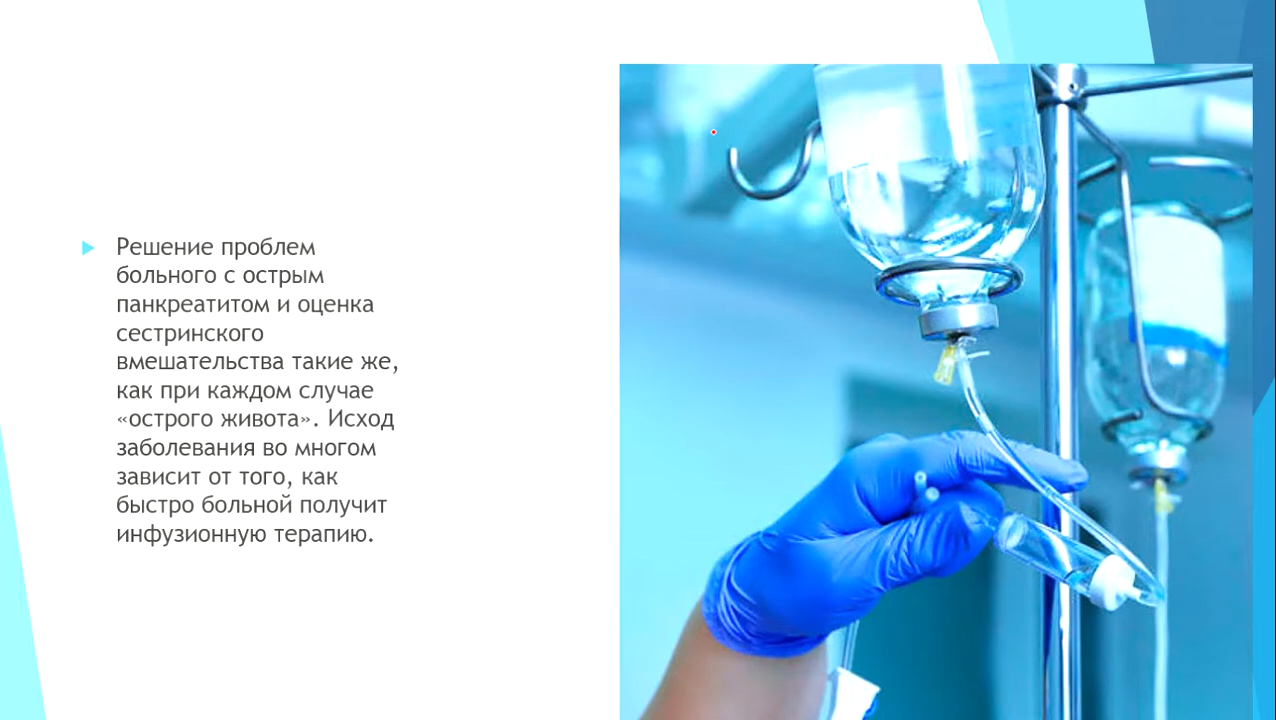 Решение проблем
больного с острым
панкреатитом и оценка
сестринского
вмешательства такие же,
как при каждом случае
«острого живота». Исход
заболевания во многом
зависит от того, как
быстро больной получит
инфузионную терапию.